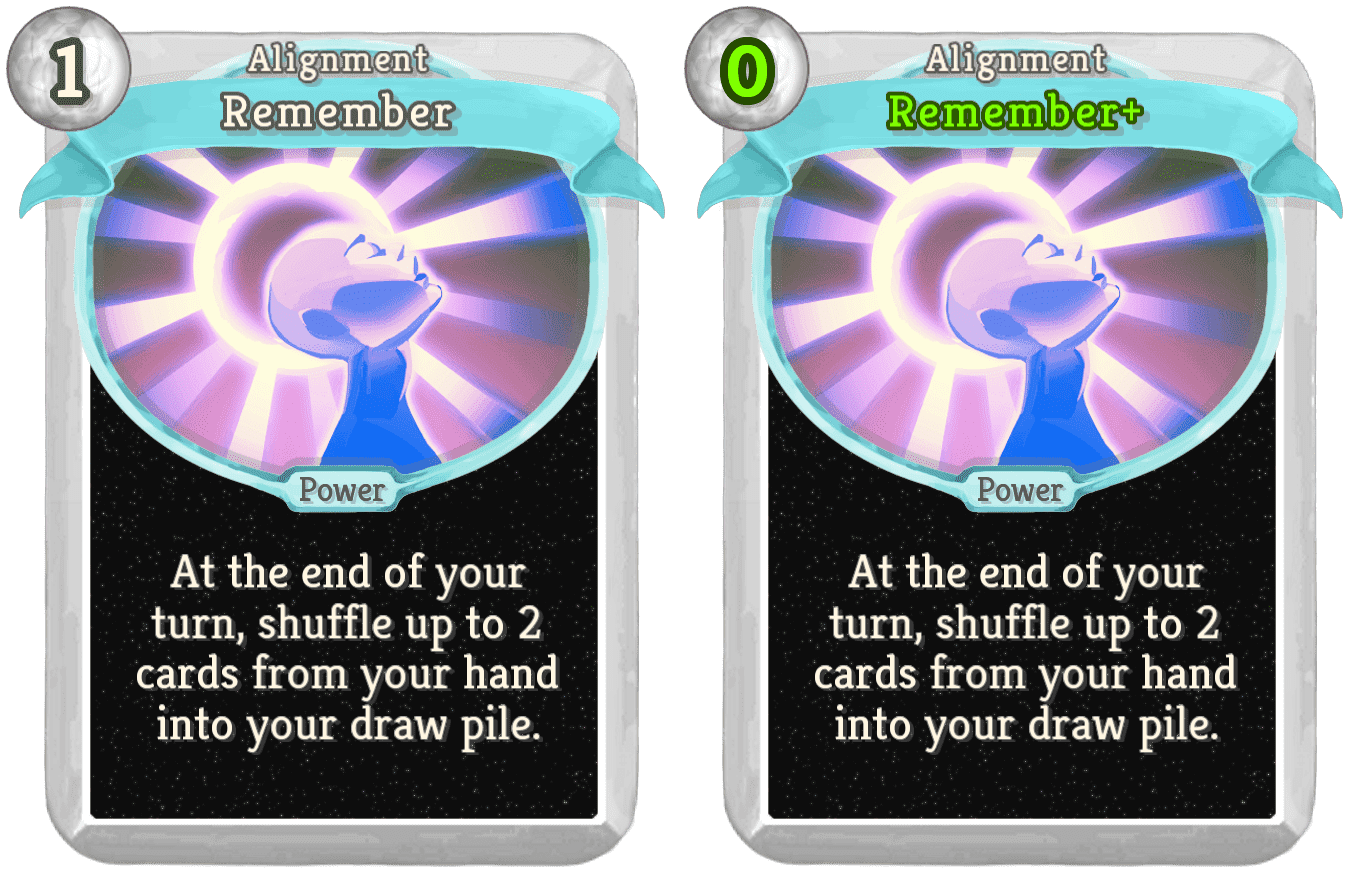 1
Alignment
Remember
Power
At the end of your
turn, shuffle up to 2
cards from your hand
into your draw pile.
0
Alignment
Remember+
Power
At the end of your
turn, shuffle up to 2
cards from your hand
into your draw pile.